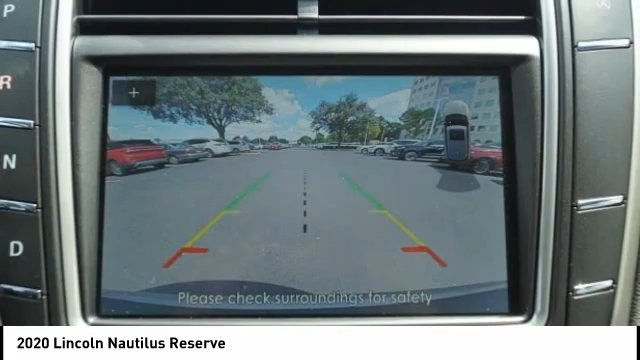 P
R
N
D
+
Please check surroundings for safety
2020 Lincoln Nautilus Reserve